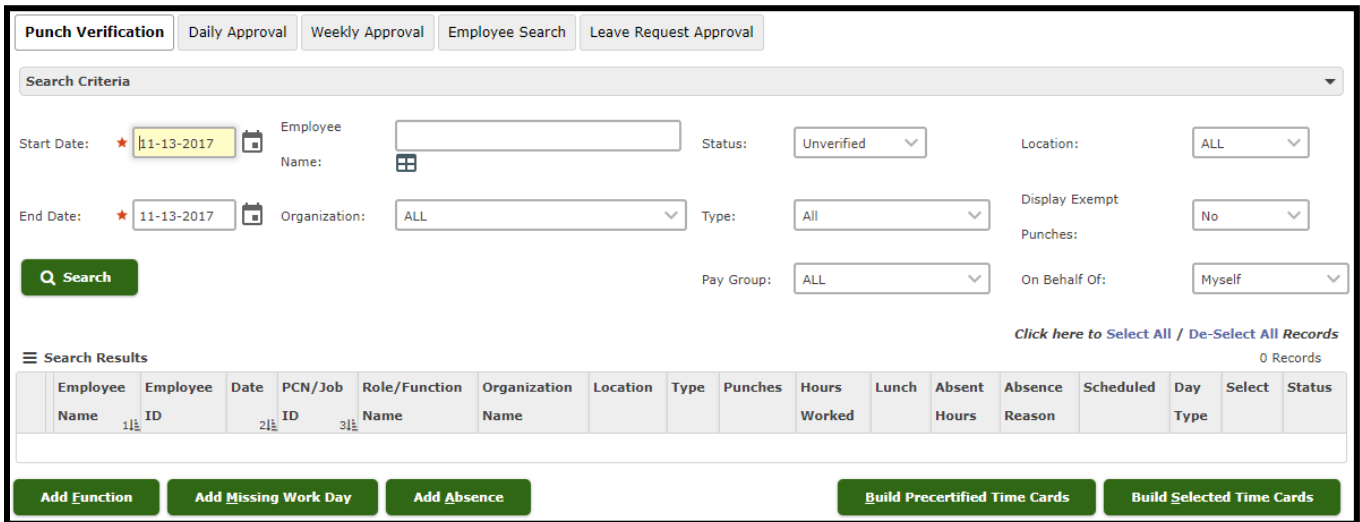 Punch Verification Daily Approval Weekly Approval Employee Search Leave Request Approval
Search Criteria
Start Date: ★ 11-13-2017 Employee Name: Status: Unverified Location: ALL
End Date: ★ 11-13-2017 Organization: ALL Type: All Display Exempt Punches: No
Search Pay Group: ALL On Behalf Of: Myself
Click here to Select All / De-Select All Records
Search Results 0 Records
Employee Name 1 Employee ID Date 2 PCN/Job ID 3 Role/Function Name Organization Name Location Type Punches Hours Worked Lunch Absent Hours Absence Reason Scheduled Day Type Select Status
Add Function Add Missing Work Day Add Absence Build Precertified Time Cards Build Selected Time Cards